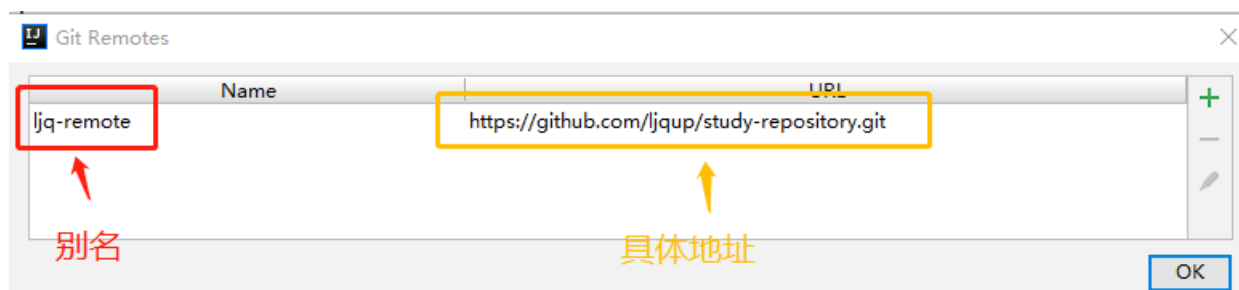 Git Remotes
Name URL
ljq-remote https://github.com/ljqup/study-repository.git
别名 具体地址
OK